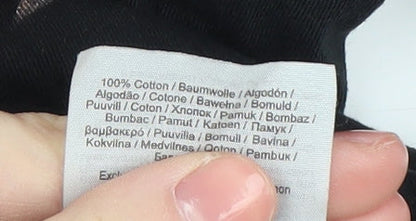 100% Cotton / Baumwolle / Algodón /
Algodão / Cotone / Bawełna / Bomuld /
Puuvill / Coton / Хлопок / Pamuk / Bombaz /
Bumbac / Pamut / Katoen / Памук /
βαμβακερό / Puuvilla / Bomull / Bavlna /
Kokvilna / Medvilnes / Qoton / Pambuk /